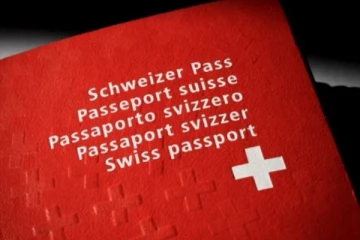 Schweizer Pass
Passeport suisse
Passaporto svizzero
Passaport svizzer
Swiss passport